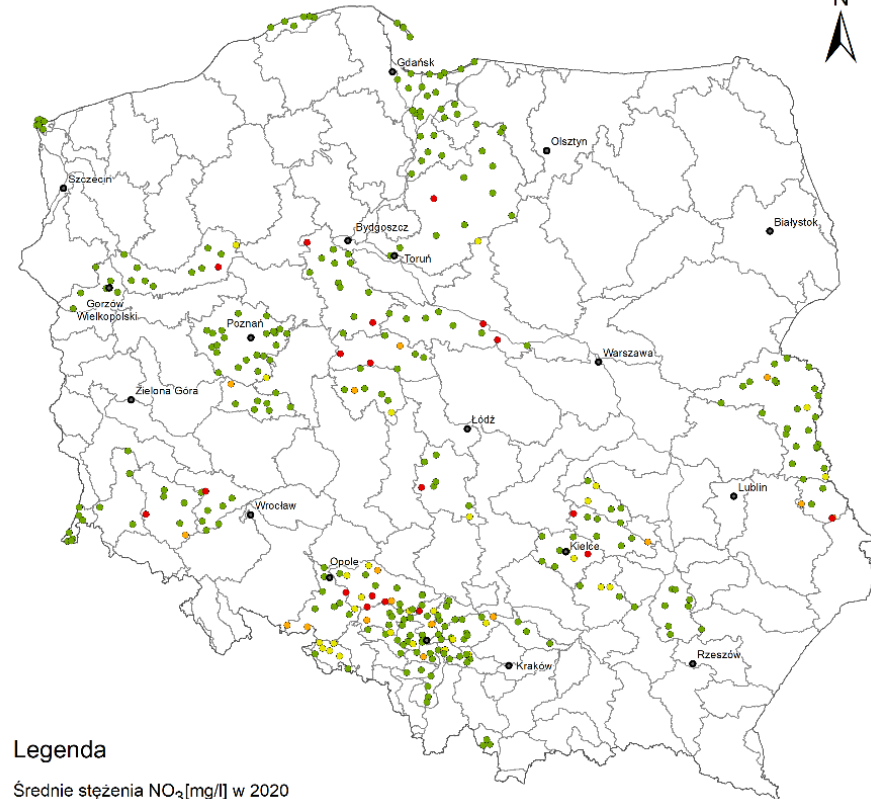 N
Gdańsk
Olsztyn
Szczecin
Białystok
Bydgoszcz
Toruń
Gorzów
Wielkopolski
Poznań
Warszawa
Zielona Góra
Łódź
Lublin
Wrocław
Kielce
Opole
Rzeszów
Kraków
Legenda
Średnie stężenia NO₃[mg/l] w 2020